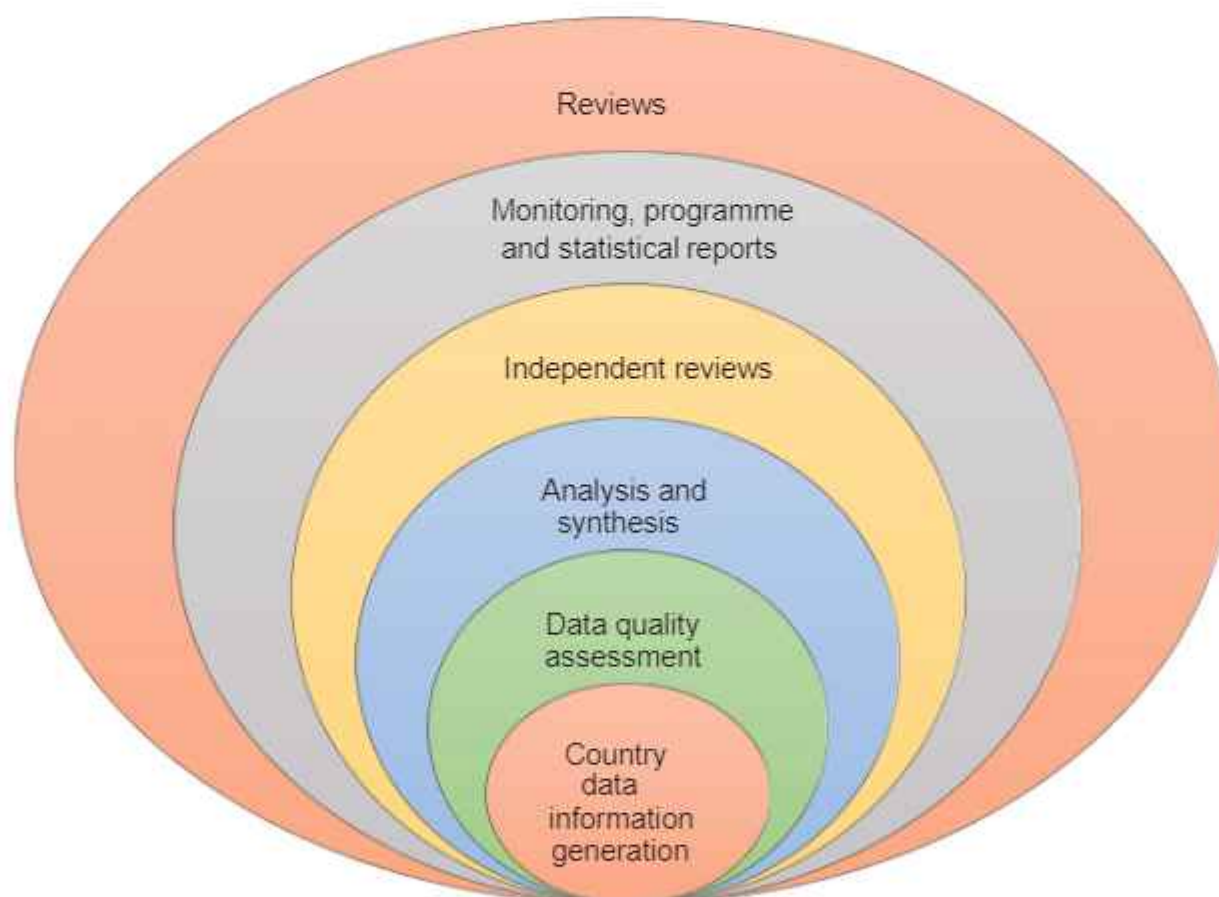 Reviews
Monitoring, programme
and statistical reports
Independent reviews
Analysis and
synthesis
Data quality
assessment
Country
data
information
generation